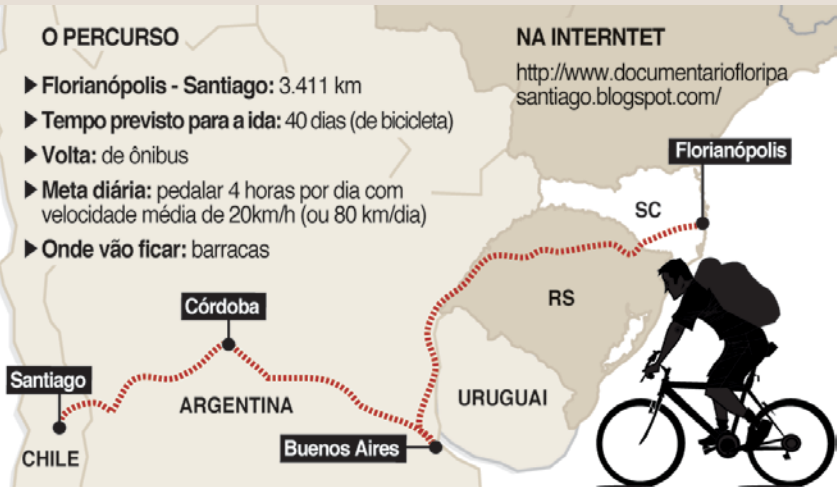 O PERCURSO
Florianópolis - Santiago: 3.411 km
Tempo previsto para a ida: 40 dias (de bicicleta)
Volta: de ônibus
Meta diária: pedalar 4 horas por dia com
velocidade média de 20km/h (ou 80 km/dia)
Onde vão ficar: barracas
NA INTERNTET
http://www.documentariofloripa
santiago.blogspot.com/
Florianópolis
SC
RS
Córdoba
Santiago
ARGENTINA
URUGUAI
Buenos Aires
CHILE